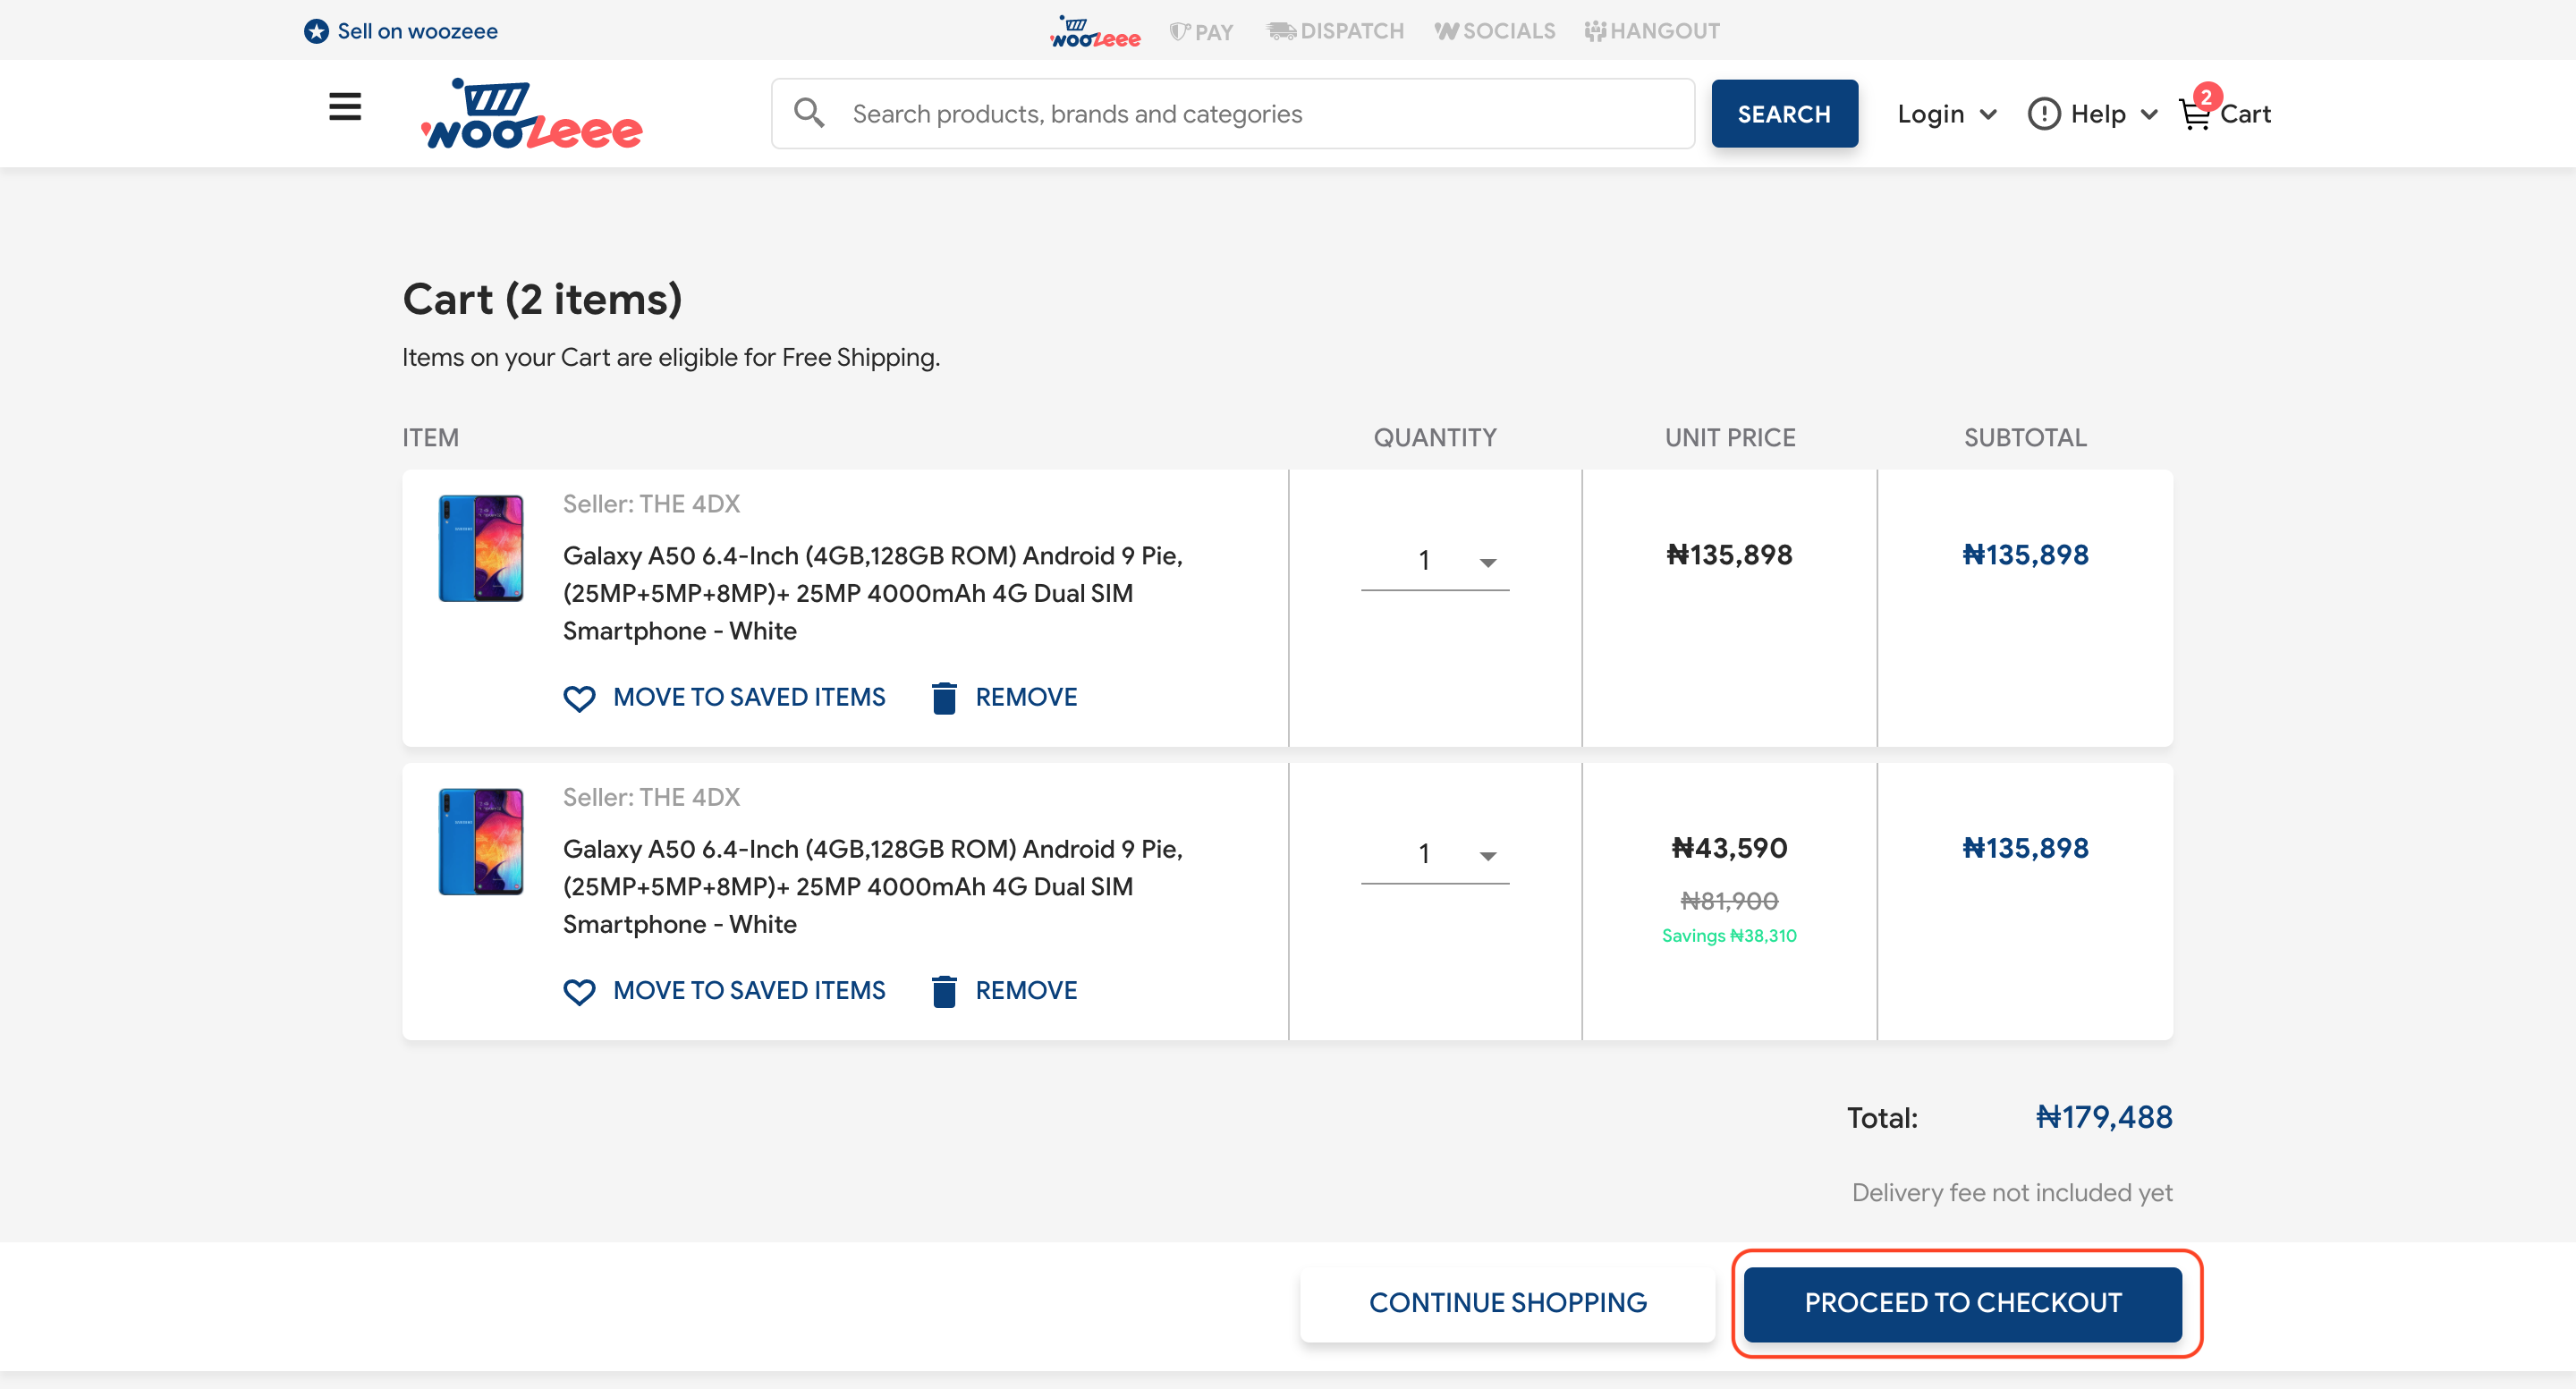 Sell on woozeee
woozeee PAY DISPATCH SOCIALS HANGOUT
woozeee
Search products, brands and categories
SEARCH
Login
Help
2
Cart
Cart (2 items)
Items on your Cart are eligible for Free Shipping.
ITEM QUANTITY UNIT PRICE SUBTOTAL
Seller: THE 4DX
Galaxy A50 6.4-Inch (4GB,128GB ROM) Android 9 Pie,
(25MP+5MP+8MP)+ 25MP 4000mAh 4G Dual SIM
Smartphone - White
MOVE TO SAVED ITEMS REMOVE
1
₦135,898
₦135,898
Seller: THE 4DX
Galaxy A50 6.4-Inch (4GB,128GB ROM) Android 9 Pie,
(25MP+5MP+8MP)+ 25MP 4000mAh 4G Dual SIM
Smartphone - White
MOVE TO SAVED ITEMS REMOVE
1
₦43,590
₦81,900
Savings ₦38,310
₦135,898
Total: ₦179,488
Delivery fee not included yet
CONTINUE SHOPPING PROCEED TO CHECKOUT